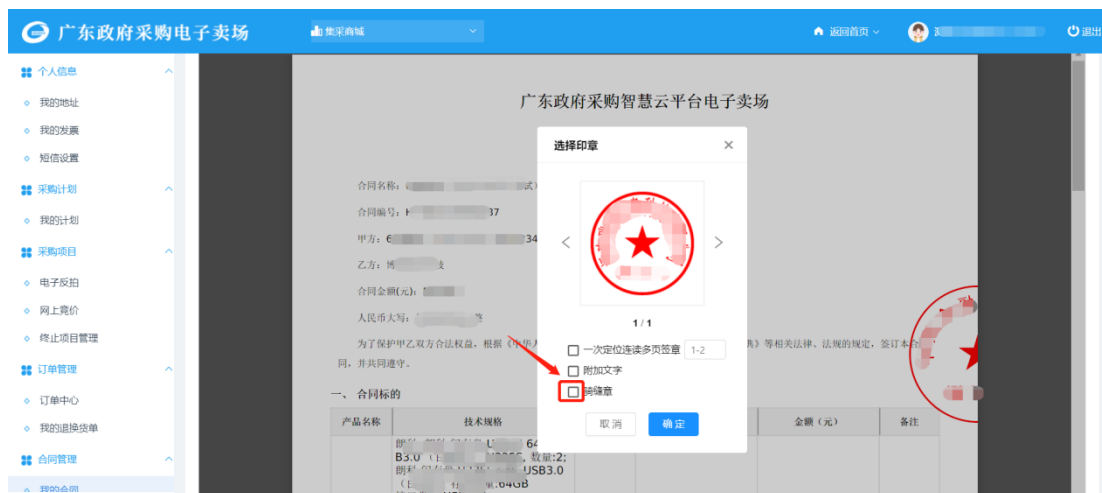 广东政府采购电子卖场
集采商城
返回首页
退出
个人信息
我的地址
我的发票
短信设置
采购计划
我的计划
采购项目
电子反拍
网上竞价
终止项目管理
订单管理
订单中心
我的退换货单
合同管理
我的合同
广东政府采购智慧云平台电子卖场
合同名称：
合同编号： 37
甲方：6 34
乙方：博
合同金额(元)：
人民币大写：
为了保护甲乙双方合法权益，根据《中华人 》等相关法律、法规的规定，签订本合
同，并共同遵守。
一、合同标的
产品名称 技术规格 金额（元） 备注
B3.0 数量:2;
USB3.0
:64GB
选择印章
1/1
一次定位连续多页签章 1-2
附加文字
骑缝章
取消 确定